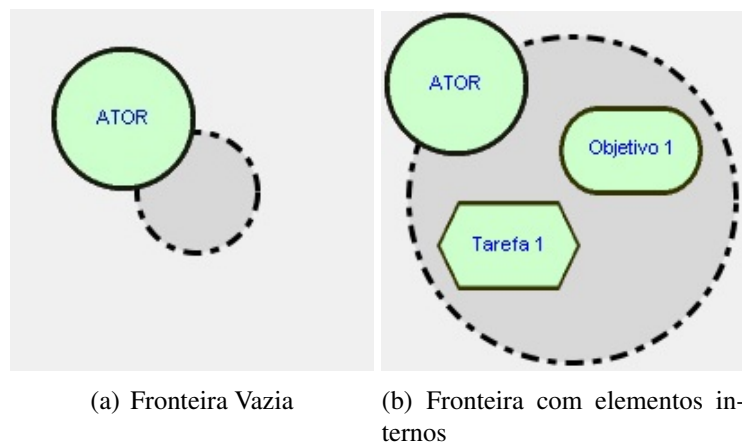 ATOR
ATOR
Objetivo 1
Tarefa 1
(a) Fronteira Vazia
(b) Fronteira com elementos in-
ternos